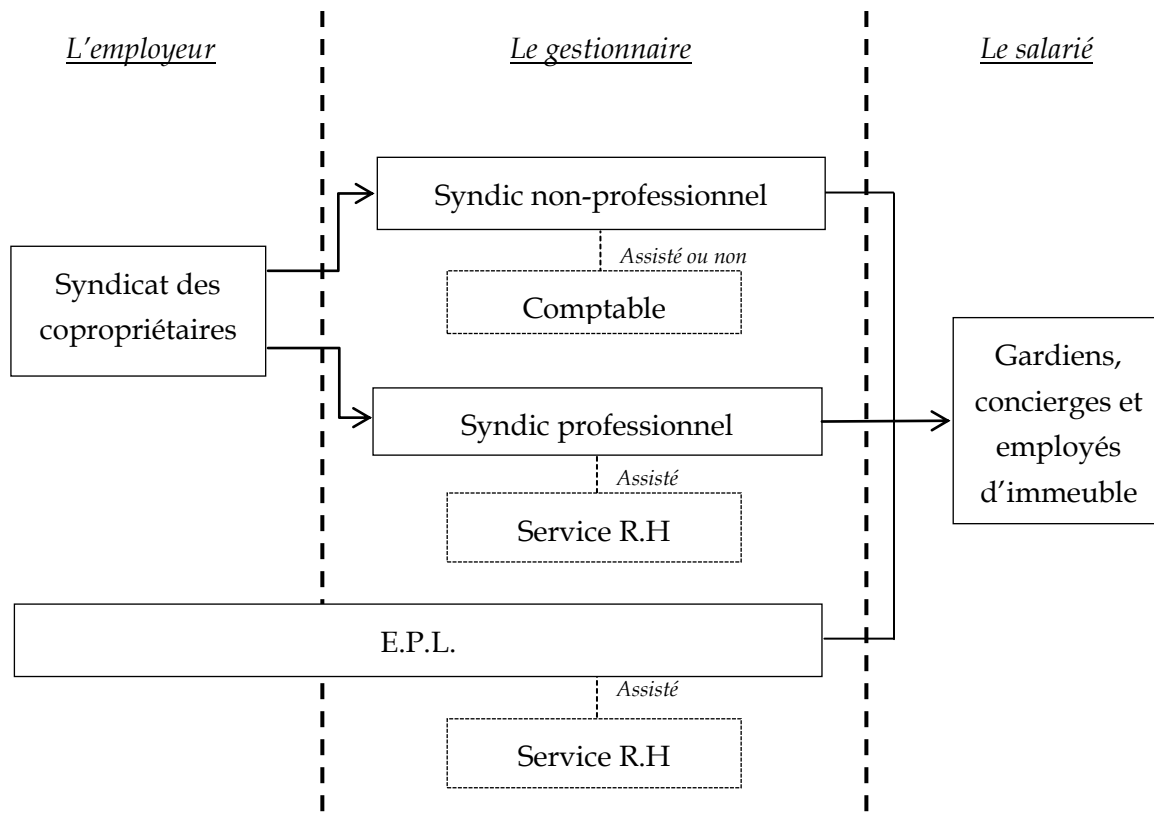 L'employeur
Le gestionnaire
Le salarié
Syndic non-professionnel
Assisté ou non
Comptable
Syndicat des
copropriétaires
Syndic professionnel
Assisté
Service R.H
Gardiens,
concierges et
employés
d'immeuble
E.P.L.
Assisté
Service R.H